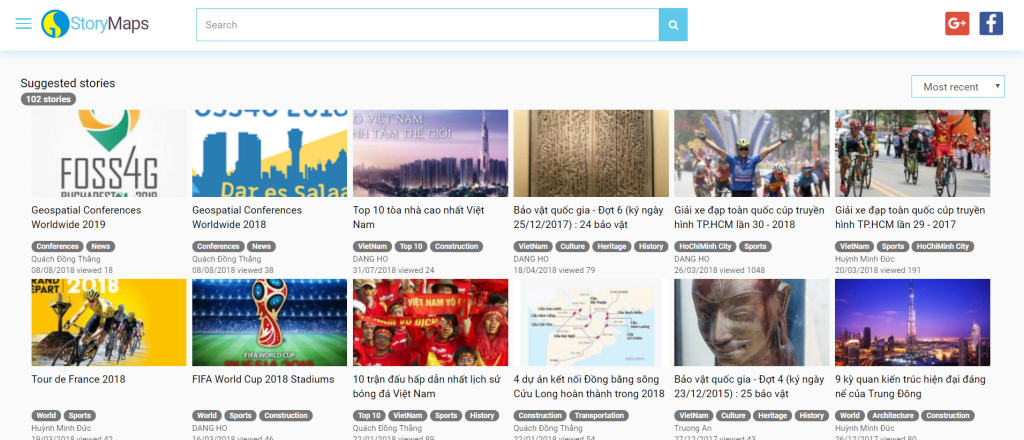 StoryMaps
Search
G+
f
Suggested stories
102 stories
Most recent
FOSS4G
BUCHAREST 2019
FOSS4G 2018
Dar es Salaa
VIỆT NAM
TẦM THẾ GIỚI
Geospatial Conferences
Worldwide 2019
Conferences News
Quách Đồng Thắng
08/08/2018 viewed 18
Geospatial Conferences
Worldwide 2018
Conferences News
Quách Đồng Thắng
08/08/2018 viewed 38
Top 10 tòa nhà cao nhất Việt
Nam
VietNam Top 10 Construction
DANG HO
31/07/2018 viewed 24
Bảo vật quốc gia - Đợt 6 (ký ngày
25/12/2017) : 24 bảo vật
VietNam Culture Heritage History
DANG HO
18/04/2018 viewed 79
Giải xe đạp toàn quốc cúp truyền
hình TP.HCM lần 30 - 2018
HoChiMinh City Sports
DANG HO
26/03/2018 viewed 1048
Giải xe đạp toàn quốc cúp truyền
hình TP.HCM lần 29 - 2017
VietNam Sports HoChiMinh City
Huỳnh Minh Đức
20/03/2018 viewed 191
GRAND
DÉPART 2018
FIFA WORLD CUP
RUSSIA 2018
VIỆT NAM VÔ
VÔ ĐỊCH
Tour de France 2018
World Sports
Huỳnh Minh Đức
19/03/2018 viewed 42
FIFA World Cup 2018 Stadiums
World Sports Construction
DANG HO
16/03/2018 viewed 46
10 trận đấu hấp dẫn nhất lịch sử
bóng đá Việt Nam
Top 10 VietNam Sports History
Quách Đồng Thắng
22/01/2018 viewed 89
4 dự án kết nối Đồng bằng sông
Cửu Long hoàn thành trong 2018
Construction Transportation
Quách Đồng Thắng
22/01/2018 viewed 54
Bảo vật quốc gia - Đợt 4 (ký ngày
23/12/2015) : 25 bảo vật
VietNam Culture Heritage History
Truong An
27/12/2017 viewed 43
9 kỳ quan kiến trúc hiện đại đáng
nể của Trung Đông
World Architecture Construction
Huỳnh Minh Đức
26/12/2017 viewed 80